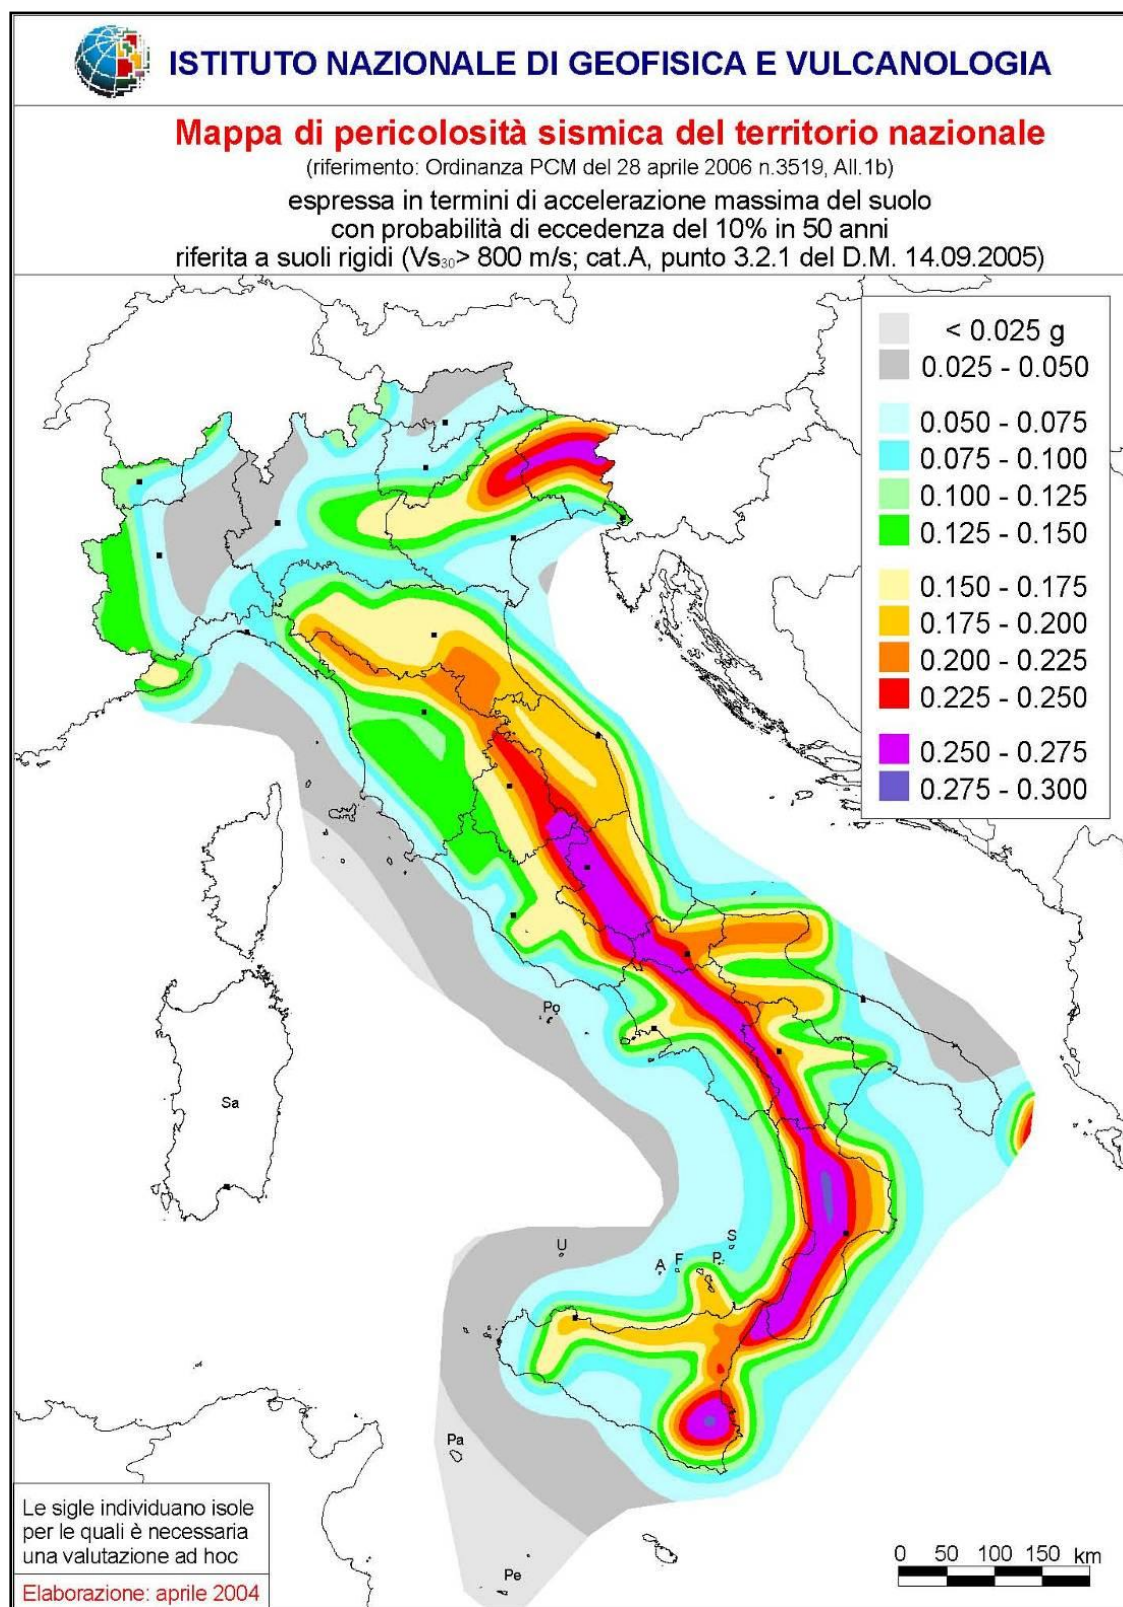 ISTITUTO NAZIONALE DI GEOFISICA E VULCANOLOGIA
Mappa di pericolosità sismica del territorio nazionale
(riferimento: Ordinanza PCM del 28 aprile 2006 n.3519, All.1b)
espressa in termini di accelerazione massima del suolo
con probabilità di eccedenza del 10% in 50 anni
riferita a suoli rigidi (Vs30> 800 m/s; cat.A, punto 3.2.1 del D.M. 14.09.2005)
< 0.025 g
0.025 - 0.050
0.050 - 0.075
0.075 - 0.100
0.100 - 0.125
0.125 - 0.150
0.150 - 0.175
0.175 - 0.200
0.200 - 0.225
0.225 - 0.250
0.250 - 0.275
0.275 - 0.300
Po
Sa
S
U
A
F
P
Pa
Pe
Le sigle individuano isole
per le quali è necessaria
una valutazione ad hoc
Elaborazione: aprile 2004
0 50 100 150 km